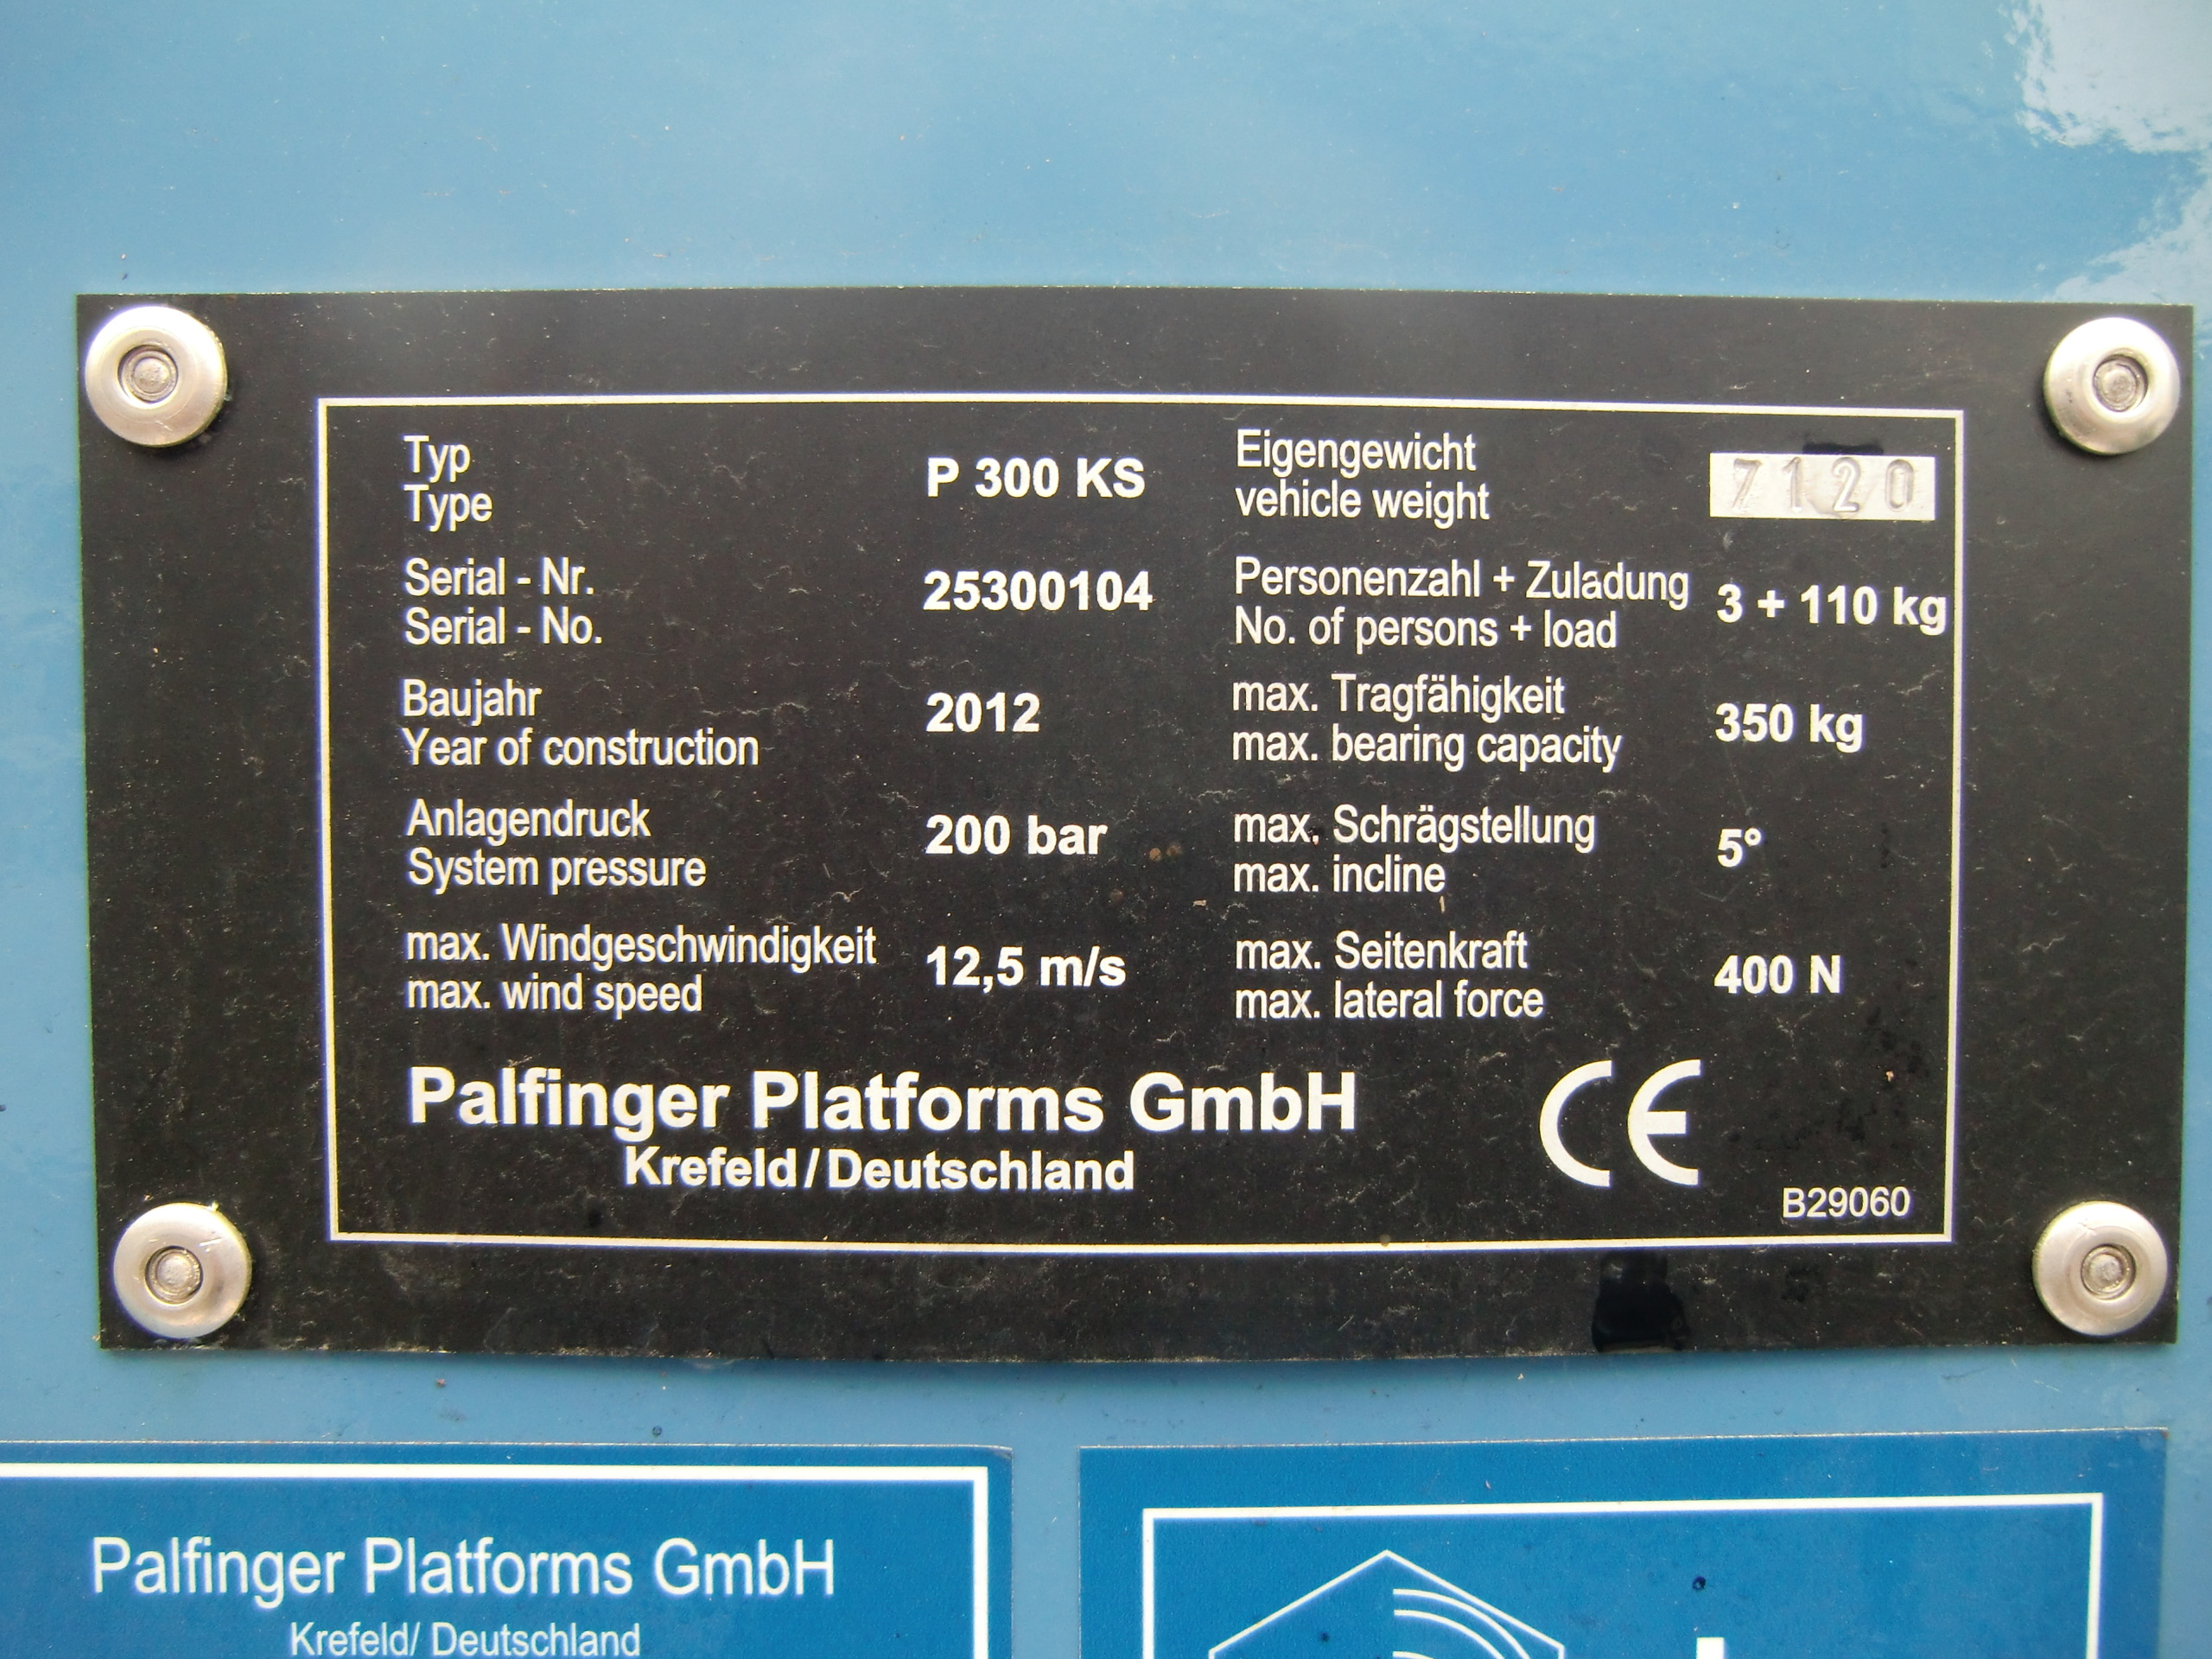 Typ
Type
P 300 KS
Serial - Nr.
Serial - No.
25300104
Baujahr
Year of construction
2012
Anlagendruck
System pressure
200 bar
max. Windgeschwindigkeit
max. wind speed
12,5 m/s
Eigengewicht
vehicle weight
7120
Personenzahl + Zuladung
No. of persons + load
3 + 110 kg
max. Tragfähigkeit
max. bearing capacity
350 kg
max. Schrägstellung
max. incline
5°
max. Seitenkraft
max. lateral force
400 N
Palfinger Platforms GmbH
Krefeld/Deutschland
CE
B29060
Palfinger Platforms GmbH
Krefeld/ Deutschland